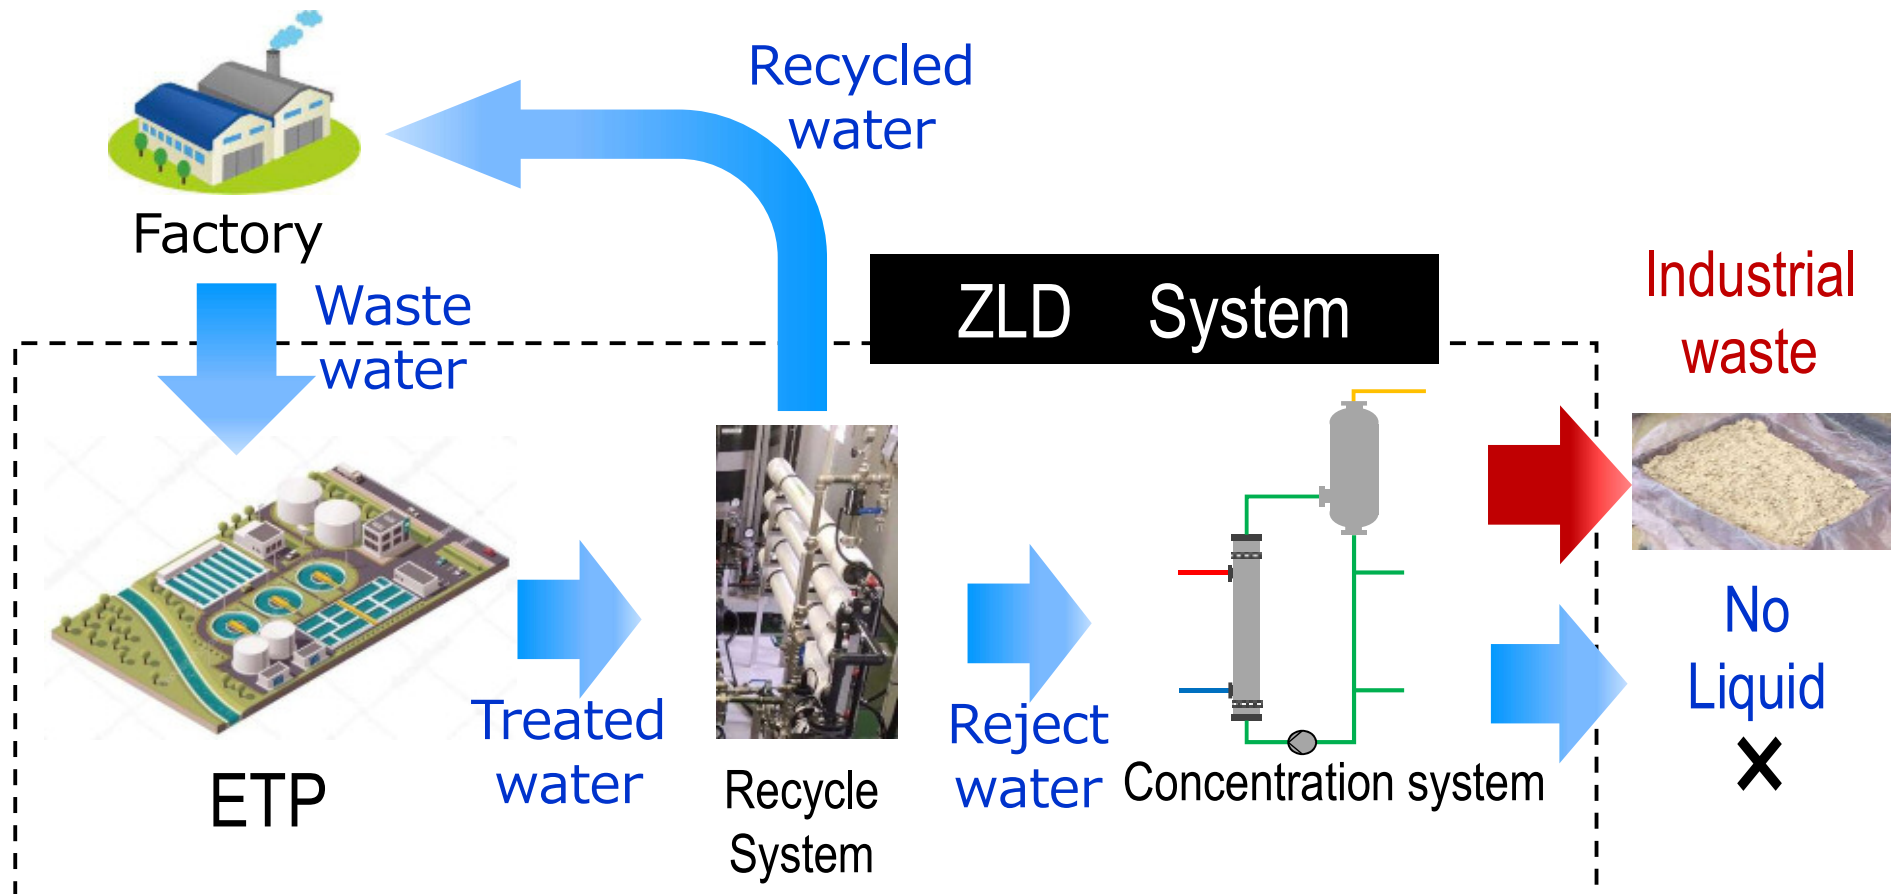 Recycled
water
Factory
Waste
water
ZLD System
Industrial
waste
No
Liquid
Treated
water
Reject
water
ETP
Recycle
System
Concentration system